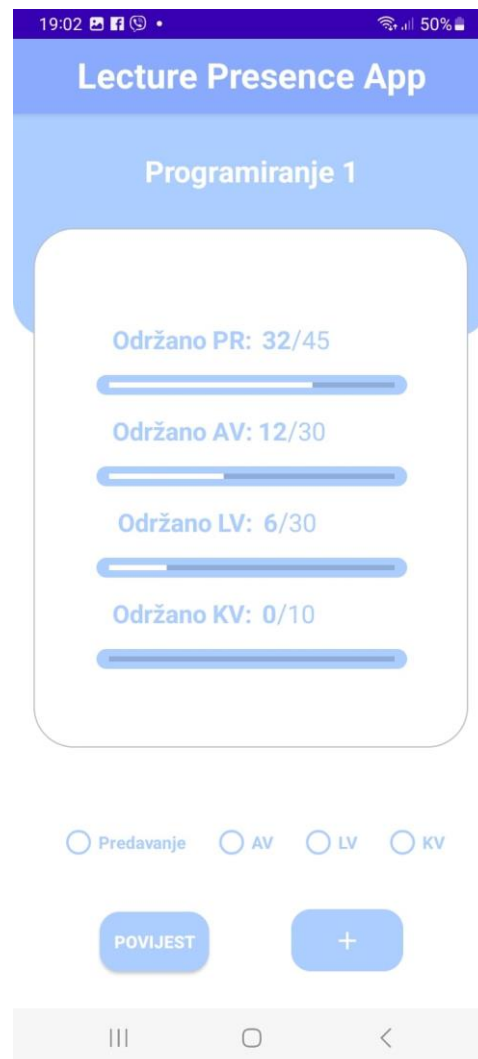 19:02 50%
Lecture Presence App
Programiranje 1
Održano PR: 32/45
Održano AV: 12/30
Održano LV: 6/30
Održano KV: 0/10
Predavanje AV LV KV
POVIJEST +